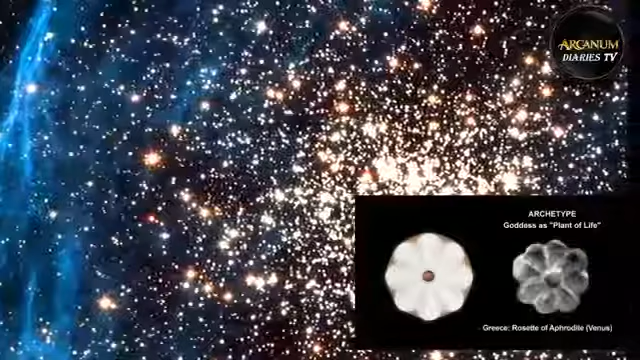 ARCANUM
DIARIES TV
ARCHETYPE
Goddess as "Plant of Life"
Greece: Rosette of Aphrodite (Venus)